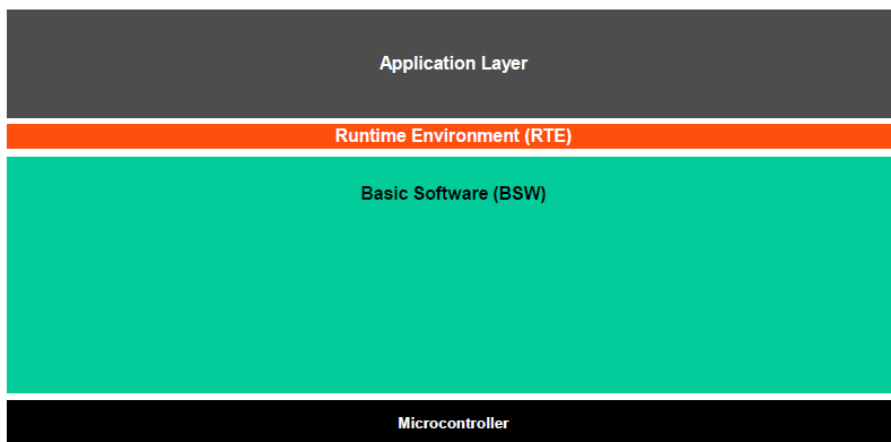 Application Layer
Runtime Environment (RTE)
Basic Software (BSW)
Microcontroller